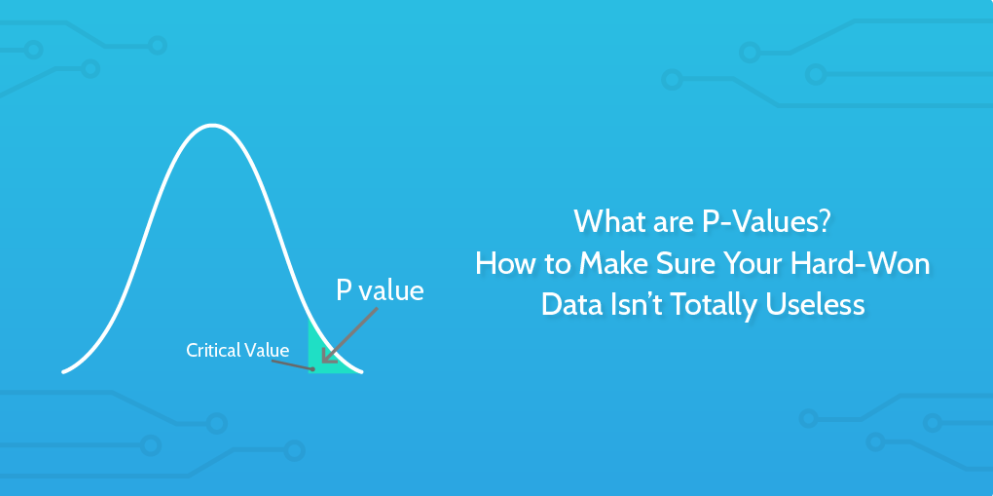 What are P-Values?
How to Make Sure Your Hard-Won
Data Isn't Totally Useless
P value
Critical Value